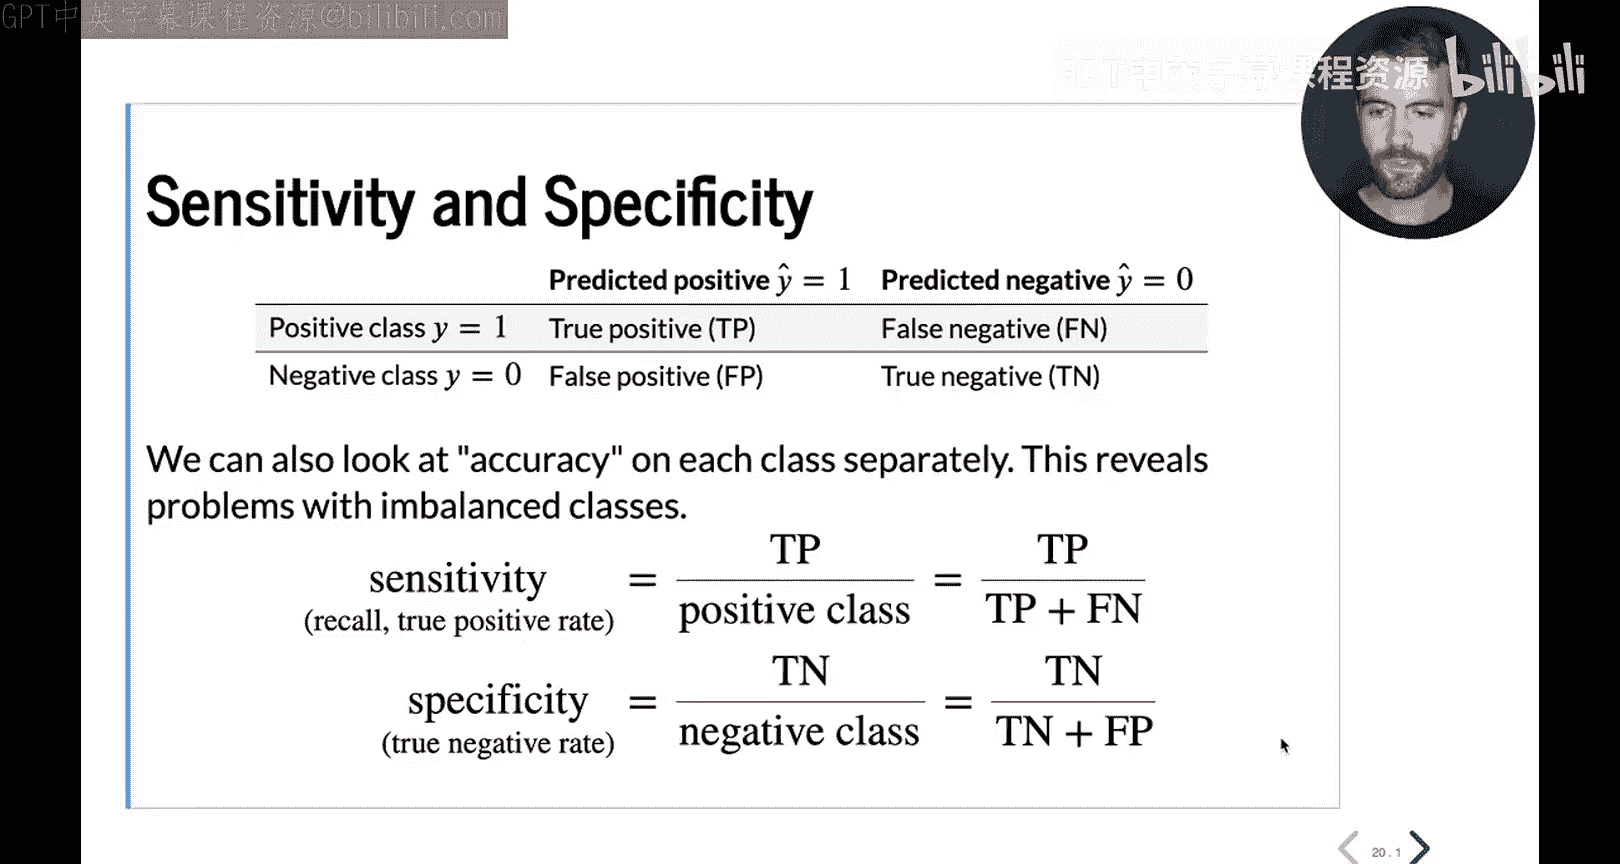 GPT中英字幕课程资源@bilibili.com
课程资源 bilibili
Sensitivity and Specificity
Predicted positive ŷ = 1 Predicted negative ŷ = 0
Positive class y = 1 True positive (TP) False negative (FN)
Negative class y = 0 False positive (FP) True negative (TN)
We can also look at "accuracy" on each class separately. This reveals
problems with imbalanced classes.
sensitivity = TP / positive class = TP / TP + FN
(recall, true positive rate)
specificity = TN / negative class = TN / TN + FP
(true negative rate)
20 . 1